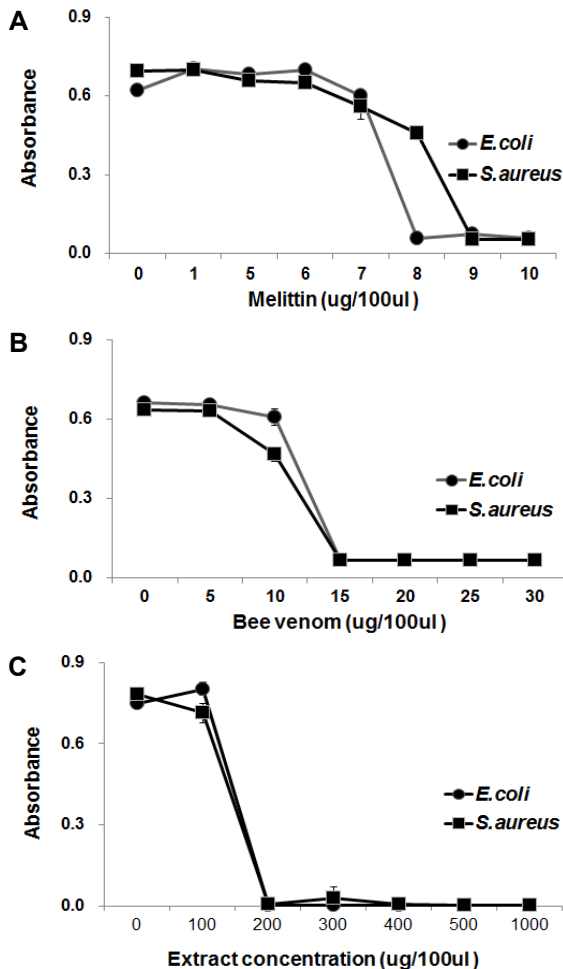 A
0.9
0.6
0.3
0.0
Absorbance
E.coli
S.aureus
0 1 5 6 7 8 9 10
Melittin (ug/100ul)
B
0.9
0.6
0.3
0.0
Absorbance
E.coli
S.aureus
0 5 10 15 20 25 30
Bee venom (ug/100ul)
C
0.9
0.6
0.3
0.0
Absorbance
E.coli
S.aureus
0 100 200 300 400 500 1000
Extract concentration (ug/100ul)